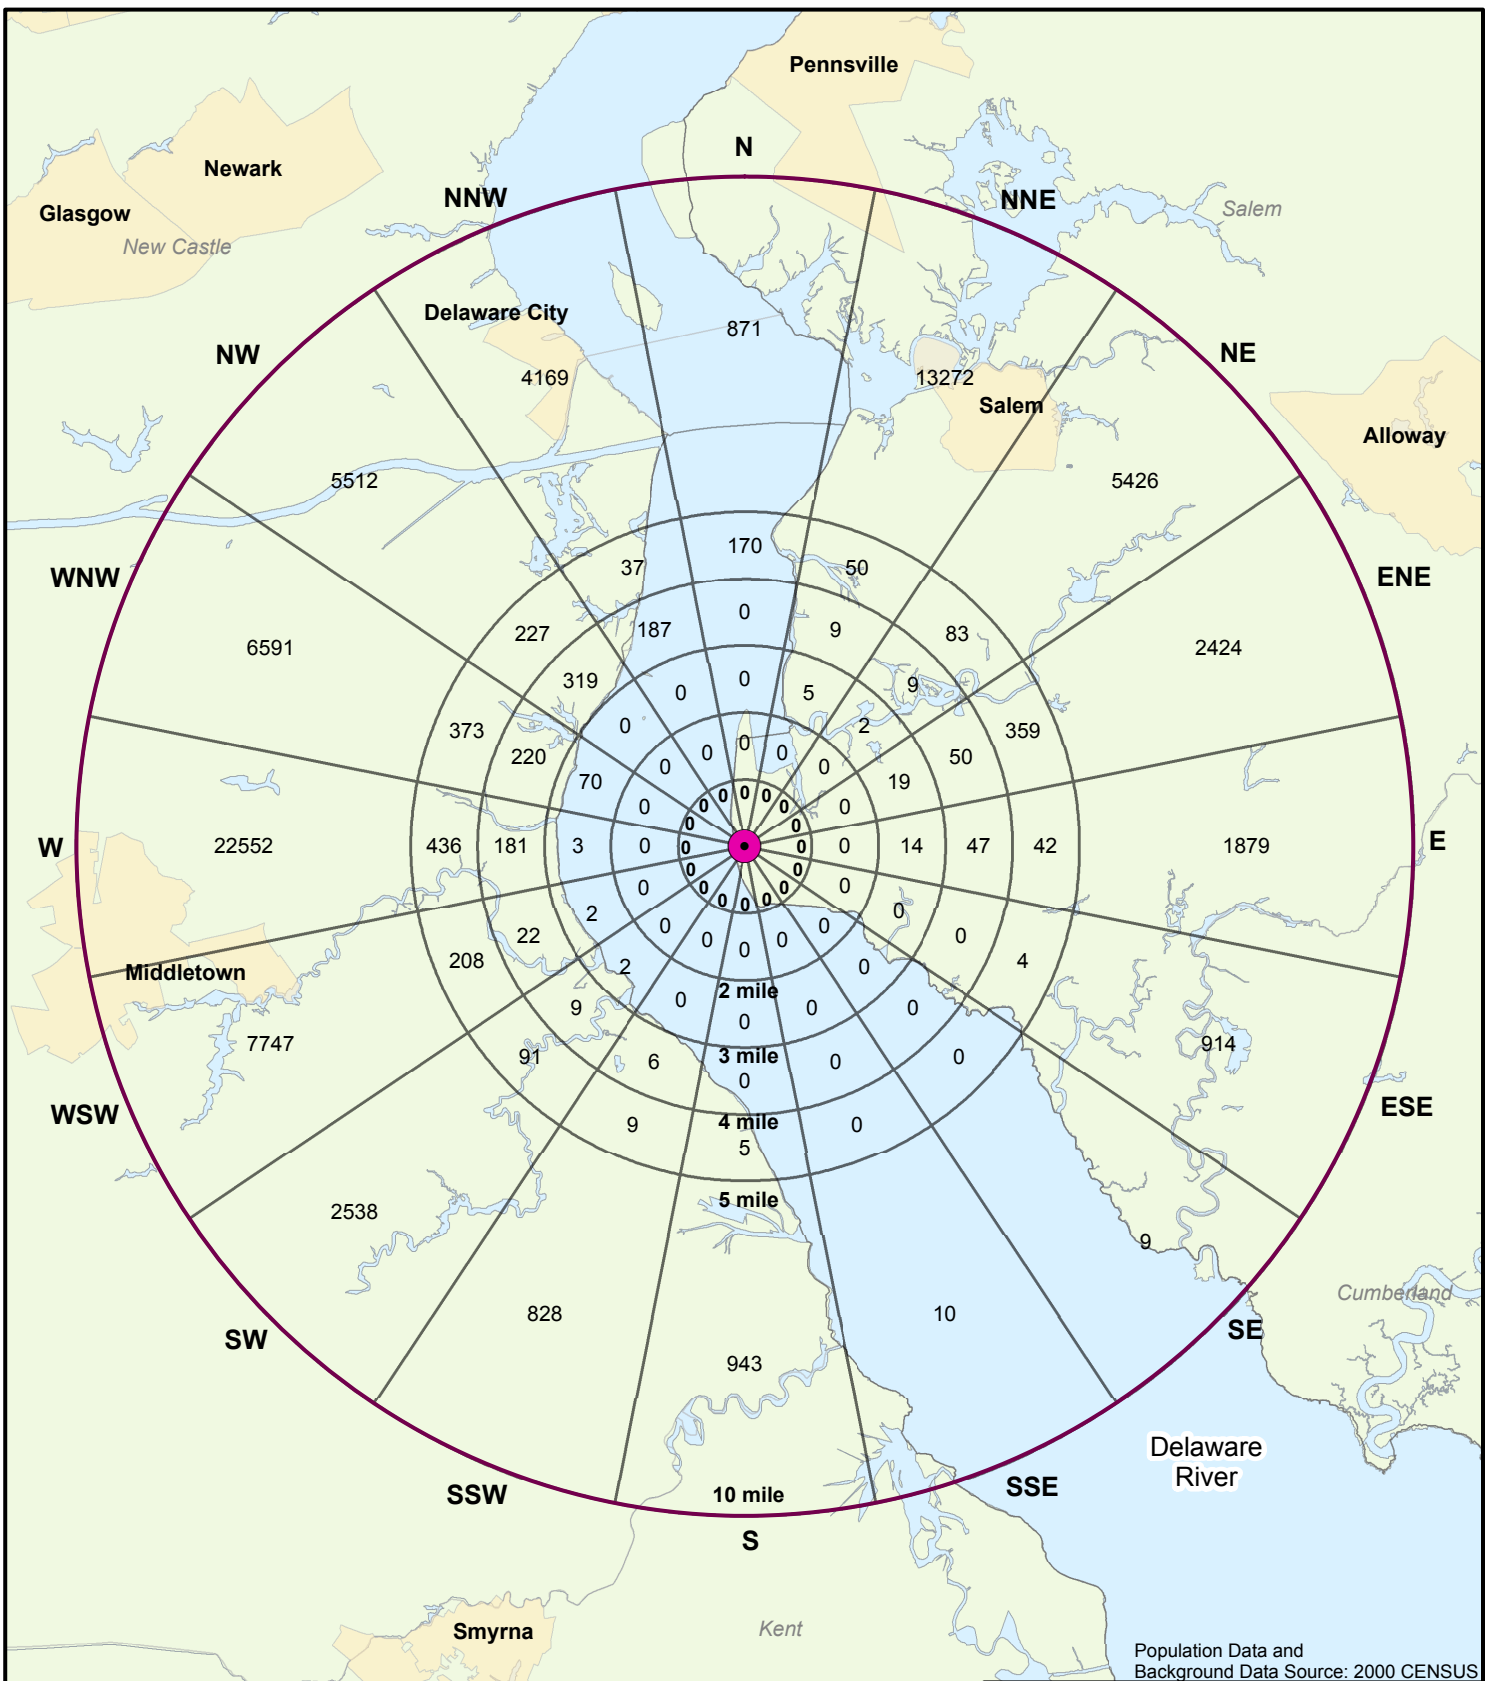 Pennsville
N
Newark
NNW
NNE
Salem
Glasgow
New Castle
Delaware City
871
NW
NE
4169
13272
Salem
Alloway
5512
5426
170
37
50
WNW
ENE
0
187
9
227
83
6591
2424
319
0
0
5
9
373
0
2
359
220
0
0
0
50
70
0
0
19
0
0
0
0
0
0
0
0
0
0
W
22552
436
181
3
0
0
0
0
14
47
42
1879
E
0
0
0
0
0
0
0
0
0
2
0
22
0
0
0
0
0
0
208
2
0
4
Middletown
2 mile
9
0
0
0
0
7747
91
6
3 mile
0
0
914
0
WSW
ESE
9
4 mile
0
5
5 mile
2538
9
Cumberland
828
10
SW
SE
943
Delaware
River
SSW
10 mile
SSE
S
Smyrna
Kent
Population Data and
Background Data Source: 2000 CENSUS